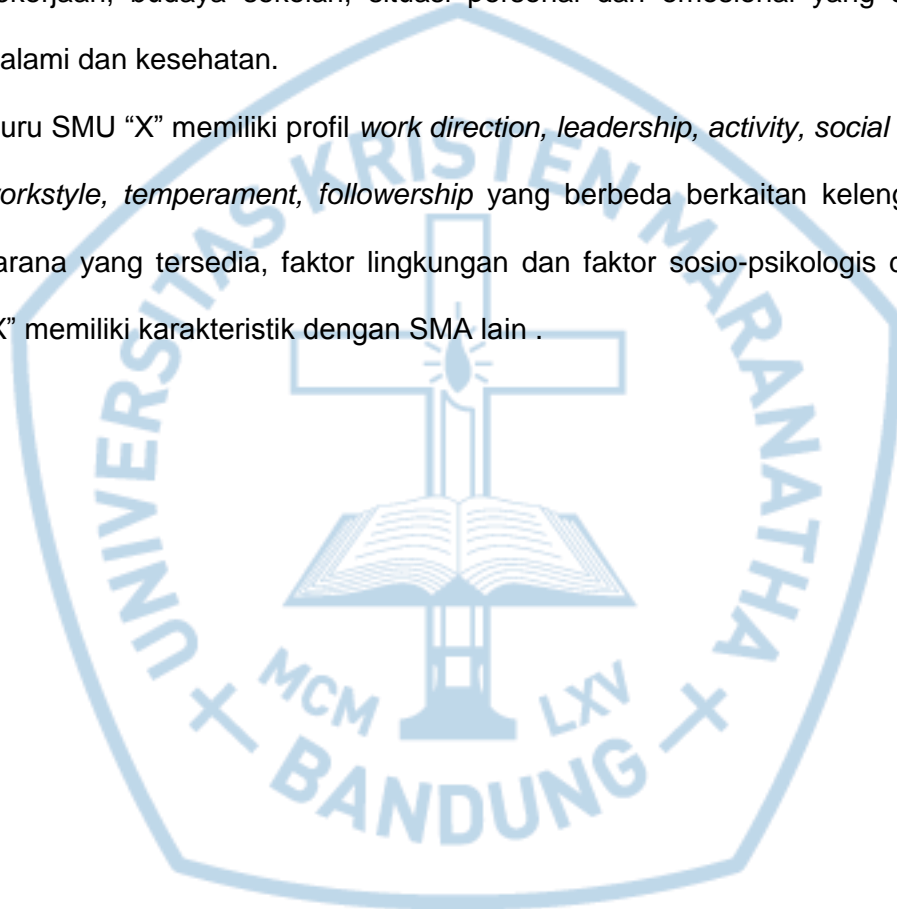 budaya sekolah, situasi personal dan emosional yang
alami dan kesehatan.
uru SMU “X” memiliki profil work direction, leadership, activity, social
orkstyle, temperament, followership yang berbeda berkaitan keleng
arana yang tersedia, faktor lingkungan dan faktor sosio-psikologis
X” memiliki karakteristik dengan SMA lain .
UNIVERSITAS KRISTEN MARANATHA
MCM LXV
BANDUNG